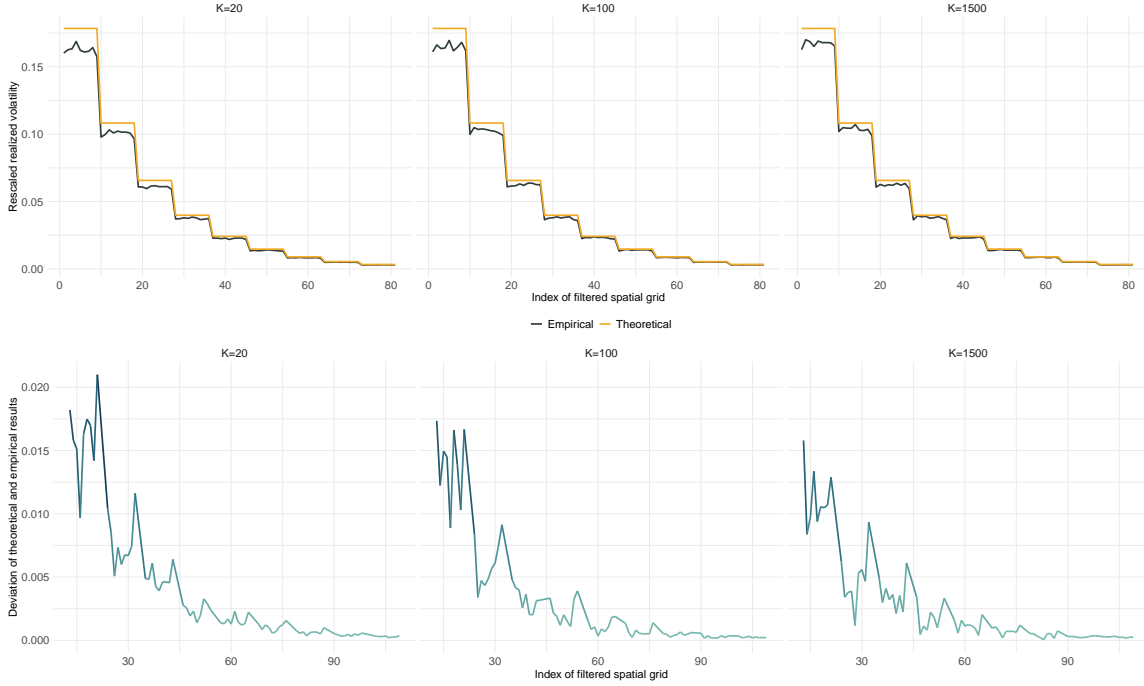 K=20
K=100
K=1500
Rescaled realized volatility
0.15
0.10
0.05
0.00
0
20
40
60
80
0
20
40
60
80
0
20
40
60
80
Index of filtered spatial grid
Empirical
Theoretical
K=20
K=100
K=1500
Deviation of theoretical and empirical results
0.020
0.015
0.010
0.005
0.000
30
60
90
30
60
90
30
60
90
Index of filtered spatial grid